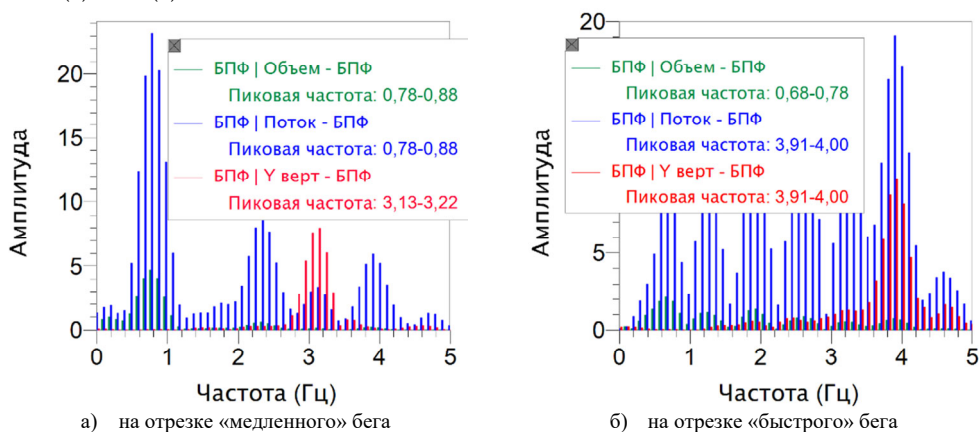 20
15
10
5
0
Амплитуда
БПФ | Объем - БПФ
Пиковая частота: 0,78-0,88
БПФ | Поток - БПФ
Пиковая частота: 0,78-0,88
БПФ | Y верт - БПФ
Пиковая частота: 3,13-3,22
0 1 2 3 4 5
Частота (Гц)
а) на отрезке «медленного» бега
20
5
0
Амплитуда
БПФ | Объем - БПФ
Пиковая частота: 0,68-0,78
БПФ | Поток - БПФ
Пиковая частота: 3,91-4,00
БПФ | Y верт - БПФ
Пиковая частота: 3,91-4,00
0 1 2 3 4 5
Частота (Гц)
б) на отрезке «быстрого» бега